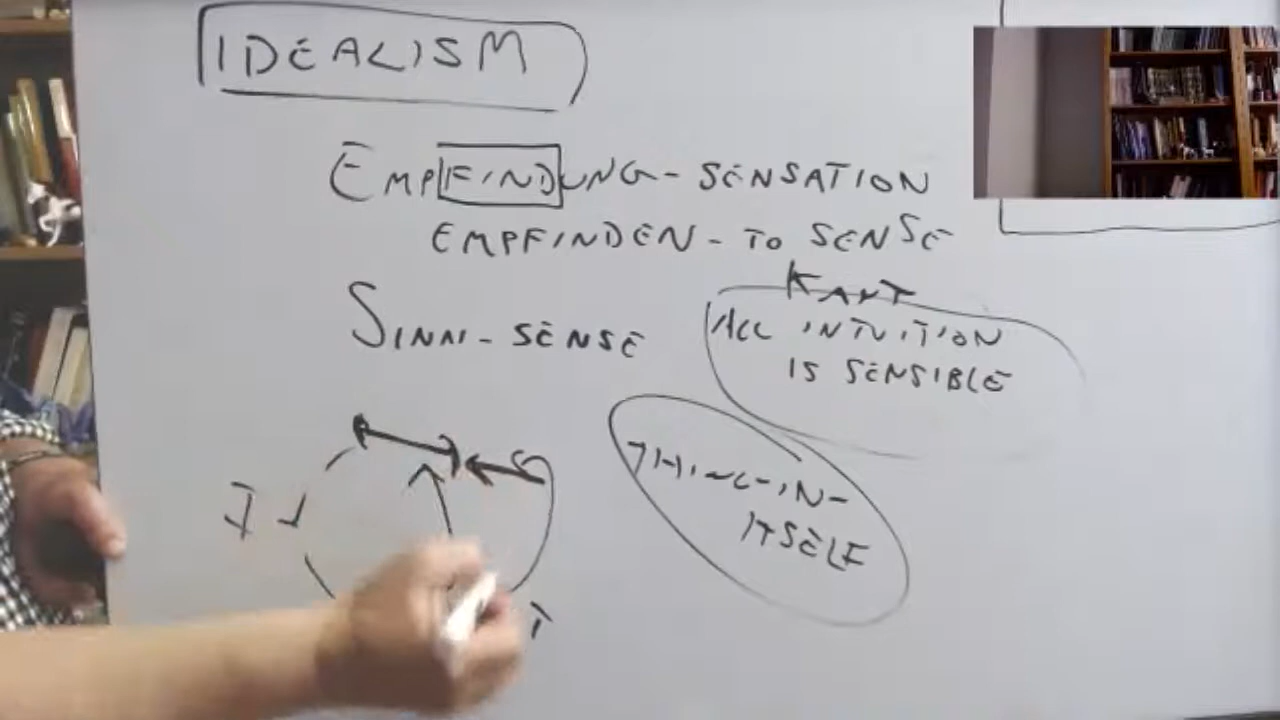 IDEALISM
EMPFINDUNG - SENSATION
EMPFINDEN - TO SENSE
KANT
SINN - SENSE
ALL INTUITION
IS SENSIBLE
THING-IN-
ITSELF
I